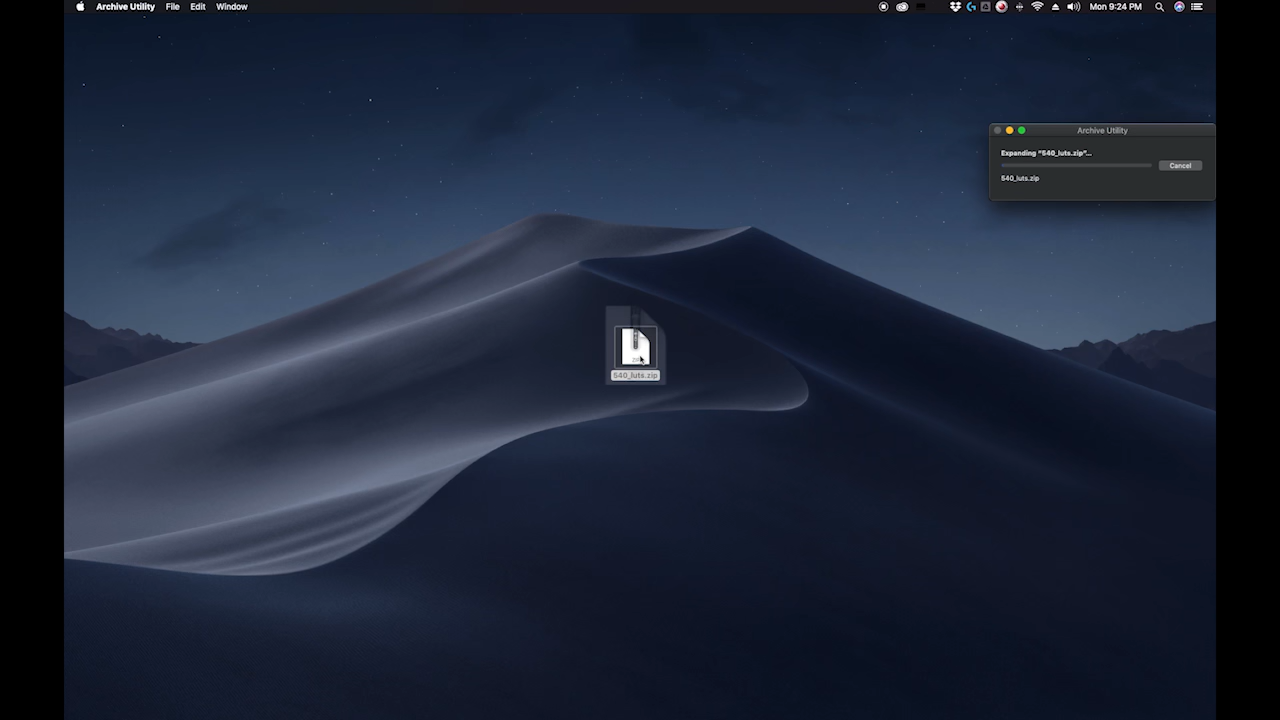 Archive Utility File Edit Window Mon 9:24 PM
Archive Utility
Expanding "540_luts.zip"...
Cancel
540_luts.zip
540_luts.zip